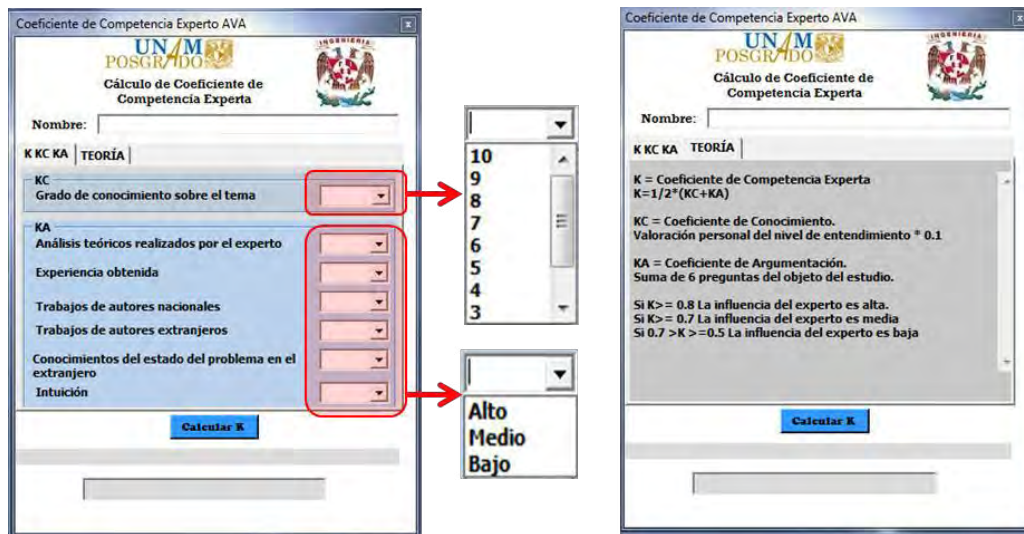 Coeficiente de Competencia Experto AVA
x
UNAM
POSGRADO
INGENIERIA
Cálculo de Coeficiente de
Competencia Experta
Nombre:
K KC KA
TEORÍA
KC
Grado de conocimiento sobre el tema
KA
Análisis teóricos realizados por el experto
Experiencia obtenida
Trabajos de autores nacionales
Trabajos de autores extranjeros
Conocimientos del estado del problema en el
extranjero
Intuición
Calcular K
10
9
8
7
6
5
4
3
Alto
Medio
Bajo
Coeficiente de Competencia Experto AVA
x
UNAM
POSGRADO
INGENIERIA
Cálculo de Coeficiente de
Competencia Experta
Nombre:
K KC KA
TEORÍA
K = Coeficiente de Competencia Experta
K=1/2*(KC+KA)
KC = Coeficiente de Conocimiento.
Valoración personal del nivel de entendimiento * 0.1
KA = Coeficiente de Argumentación.
Suma de 6 preguntas del objeto del estudio.
Si K>= 0.8 La influencia del experto es alta.
Si K>= 0.7 La influencia del experto es media
Si 0.7 >K >=0.5 La influencia del experto es baja
Calcular K